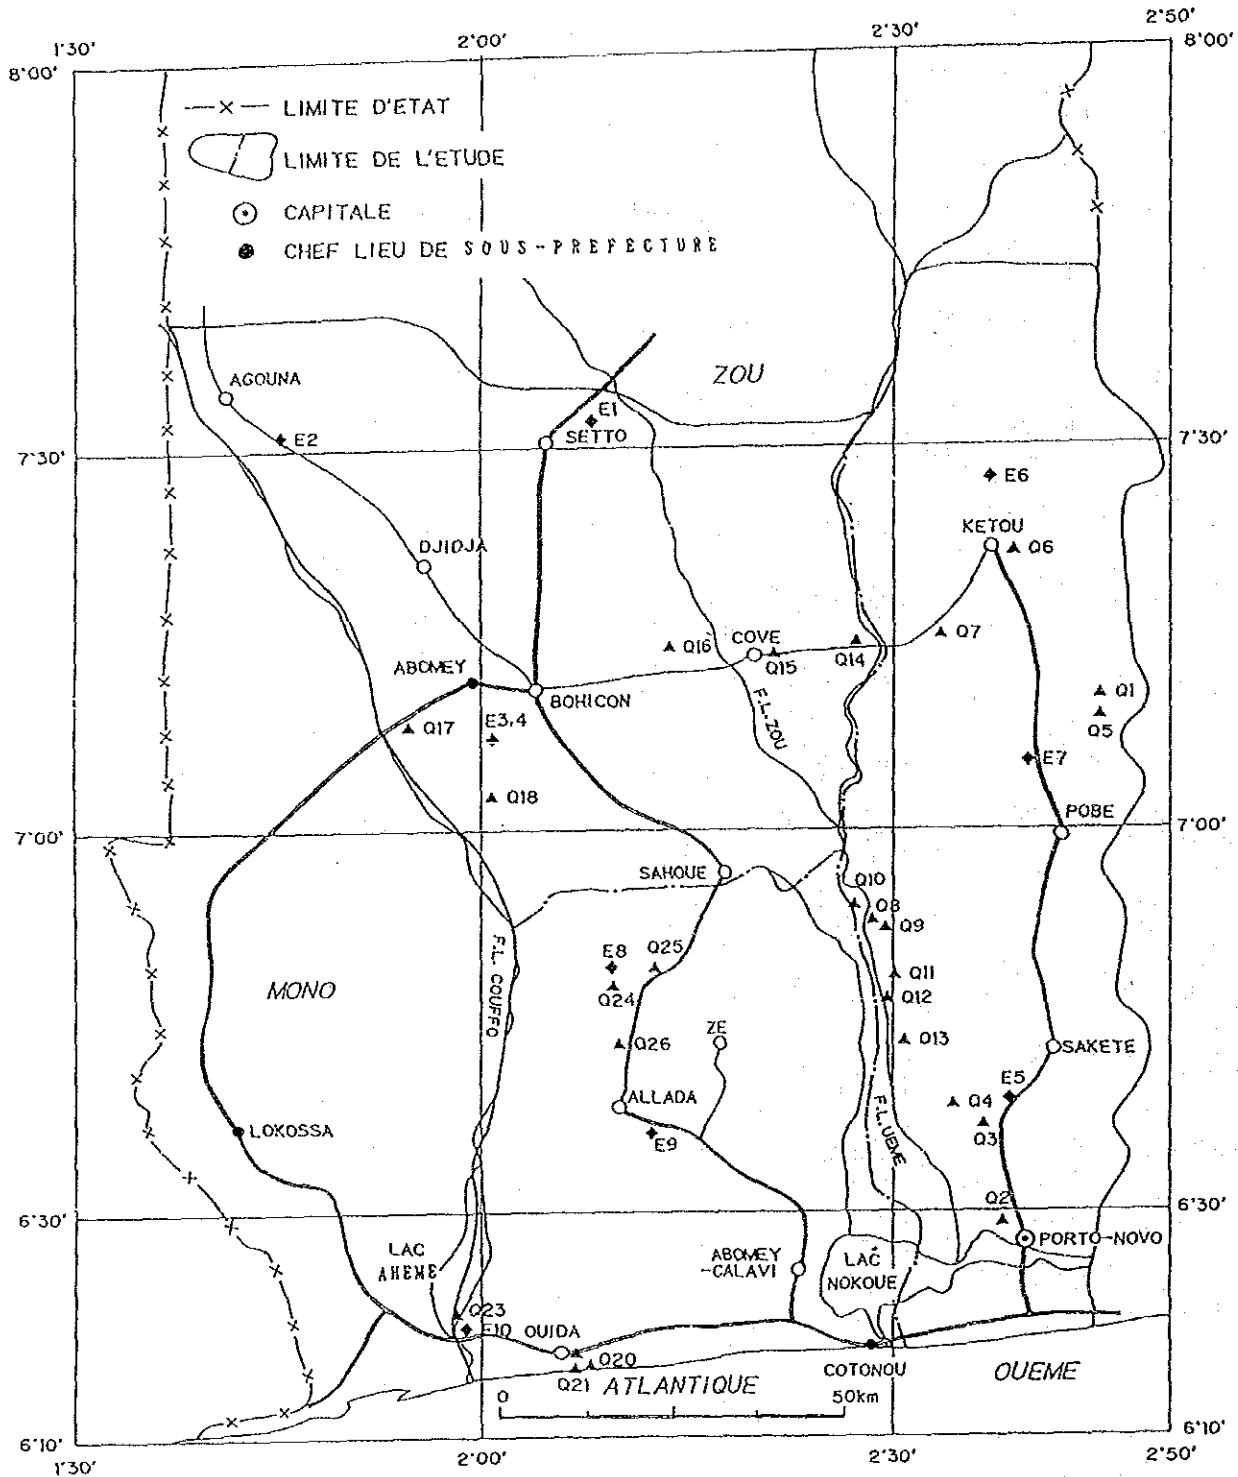 1°30' 2°00' 2°30' 2°50'
8°00' 8°00'
LIMITE D'ETAT
LIMITE DE L'ETUDE
CAPITALE
CHEF LIEU DE SOUS-PREFECTURE
AGOUNA
ZOU
E1
E2
SETTO
7°30' 7°30'
E6
KETOU
DJIDJA
Q6
Q7
COVE
Q16
Q15
Q14
ABOMEY
BOHICON
F.L.ZOU
Q1
Q17
E3,4
Q5
E7
Q18
POBE
7°00' 7°00'
SAHOUE
Q10
Q8
Q9
E8
Q25
F.L. COUFFO
MONO
Q24
Q11
Q12
ZE
Q26
Q13
SAKETE
ALLADA
E5
Q4
LOKOSSA
E9
F.L.UEME
Q3
Q2
6°30' 6°30'
PORTO-NOVO
LAC
AHEME
ABOMEY
-CALAVI
LAC
NOKOUE
Q23
E10
OUIDA
Q20
Q21
ATLANTIQUE
COTONOU
OUEME
0 50km
6°10' 6°10'
1°30' 2°00' 2°30' 2°50'